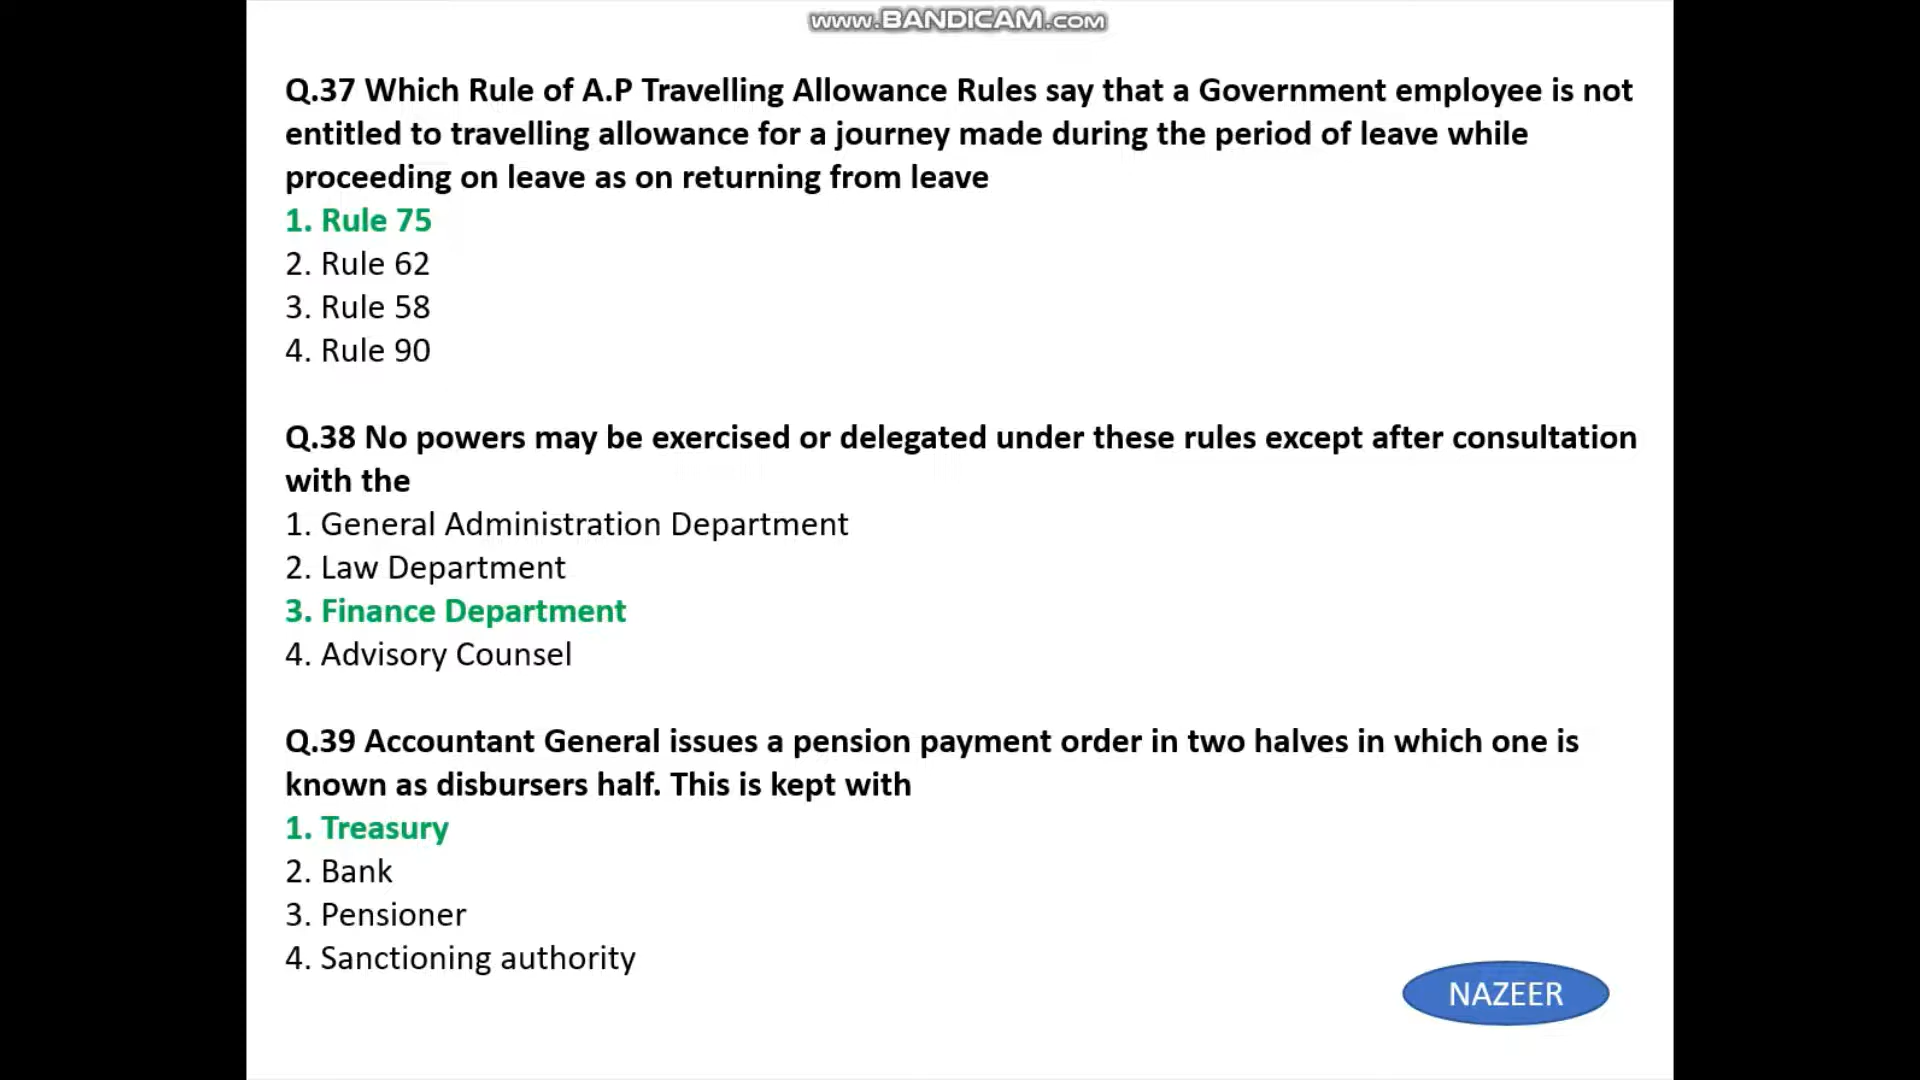 www.BANDICAM.com
Q.37 Which Rule of A.P Travelling Allowance Rules say that a Government employee is not
entitled to travelling allowance for a journey made during the period of leave while
proceeding on leave as on returning from leave
1. Rule 75
2. Rule 62
3. Rule 58
4. Rule 90
Q.38 No powers may be exercised or delegated under these rules except after consultation
with the
1. General Administration Department
2. Law Department
3. Finance Department
4. Advisory Counsel
Q.39 Accountant General issues a pension payment order in two halves in which one is
known as disbursers half. This is kept with
1. Treasury
2. Bank
3. Pensioner
4. Sanctioning authority
NAZEER